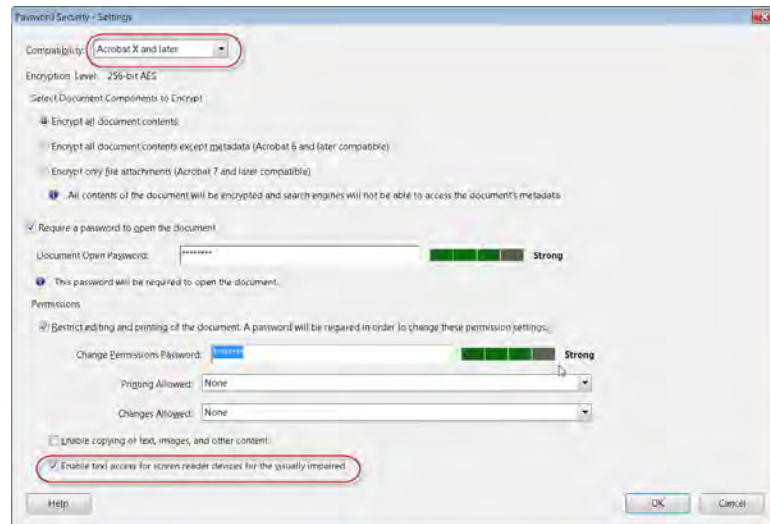 Password Security - Settings
Compatibility: Acrobat X and later
Encryption Level: 256-bit AES
Select Document Components to Encrypt
Encrypt all document contents
Encrypt all document contents except metadata (Acrobat 6 and later compatible)
Encrypt only file attachments (Acrobat 7 and later compatible)
All contents of the document will be encrypted and search engines will not be able to access the document's metadata.
Require a password to open the document
Document Open Password: ******** Strong
This password will be required to open the document.
Permissions
Restrict editing and printing of the document. A password will be required in order to change these permission settings.
Change Permissions Password: ******** Strong
Printing Allowed: None
Changes Allowed: None
Enable copying of text, images, and other content
Enable text access for screen reader devices for the visually impaired
Help OK Cancel